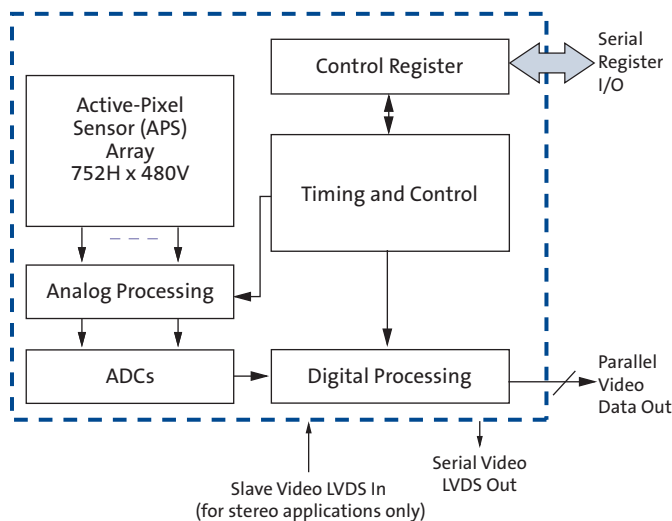 Control Register
Serial
Register
I/O
Active-Pixel
Sensor (APS)
Array
752H x 480V
Timing and Control
Analog Processing
ADCs
Digital Processing
Parallel
Video
Data Out
Slave Video LVDS In
(for stereo applications only)
Serial Video
LVDS Out